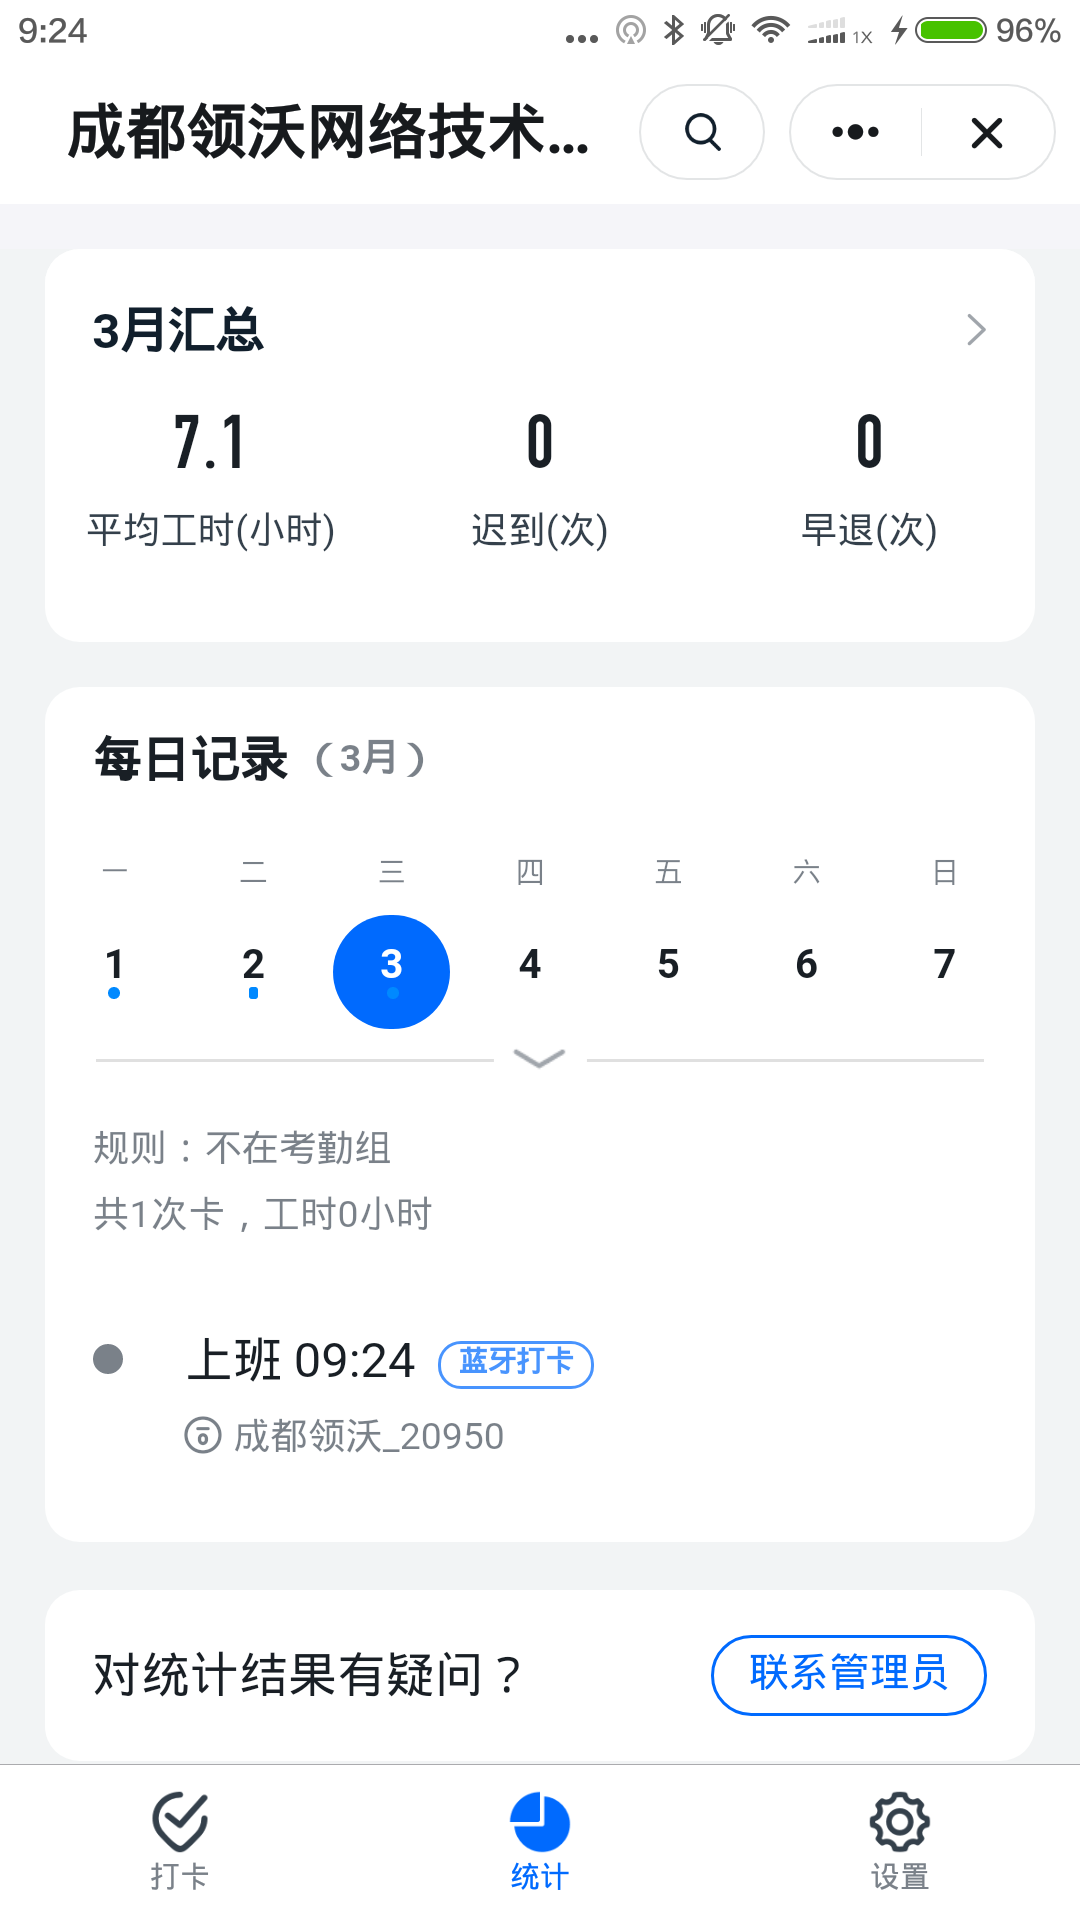 9:24 ... 1X 96%
成都领沃网络技术...
3月汇总
7.1 0 0
平均工时(小时) 迟到(次) 早退(次)
每日记录 （3月）
一 二 三 四 五 六 日
1 2 3 4 5 6 7
规则：不在考勤组
共1次卡，工时0小时
上班 09:24 蓝牙打卡
成都领沃_20950
对统计结果有疑问？ 联系管理员
打卡 统计 设置